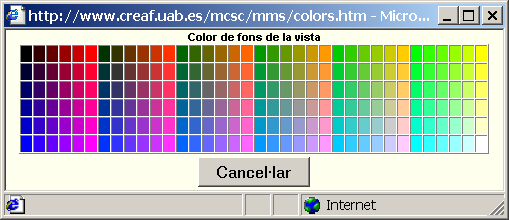 http://www.creaf.uab.es/mcsc/mms/colors.htm - Micro...
Color de fons de la vista
Cancel·lar
Internet